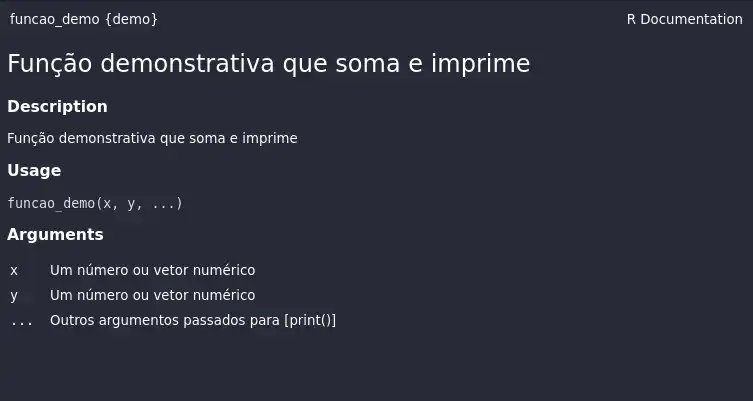 funcao_demo {demo} R Documentation
Função demonstrativa que soma e imprime
Description
Função demonstrativa que soma e imprime
Usage
funcao_demo(x, y, ...)
Arguments
x Um número ou vetor numérico
y Um número ou vetor numérico
... Outros argumentos passados para [print()]